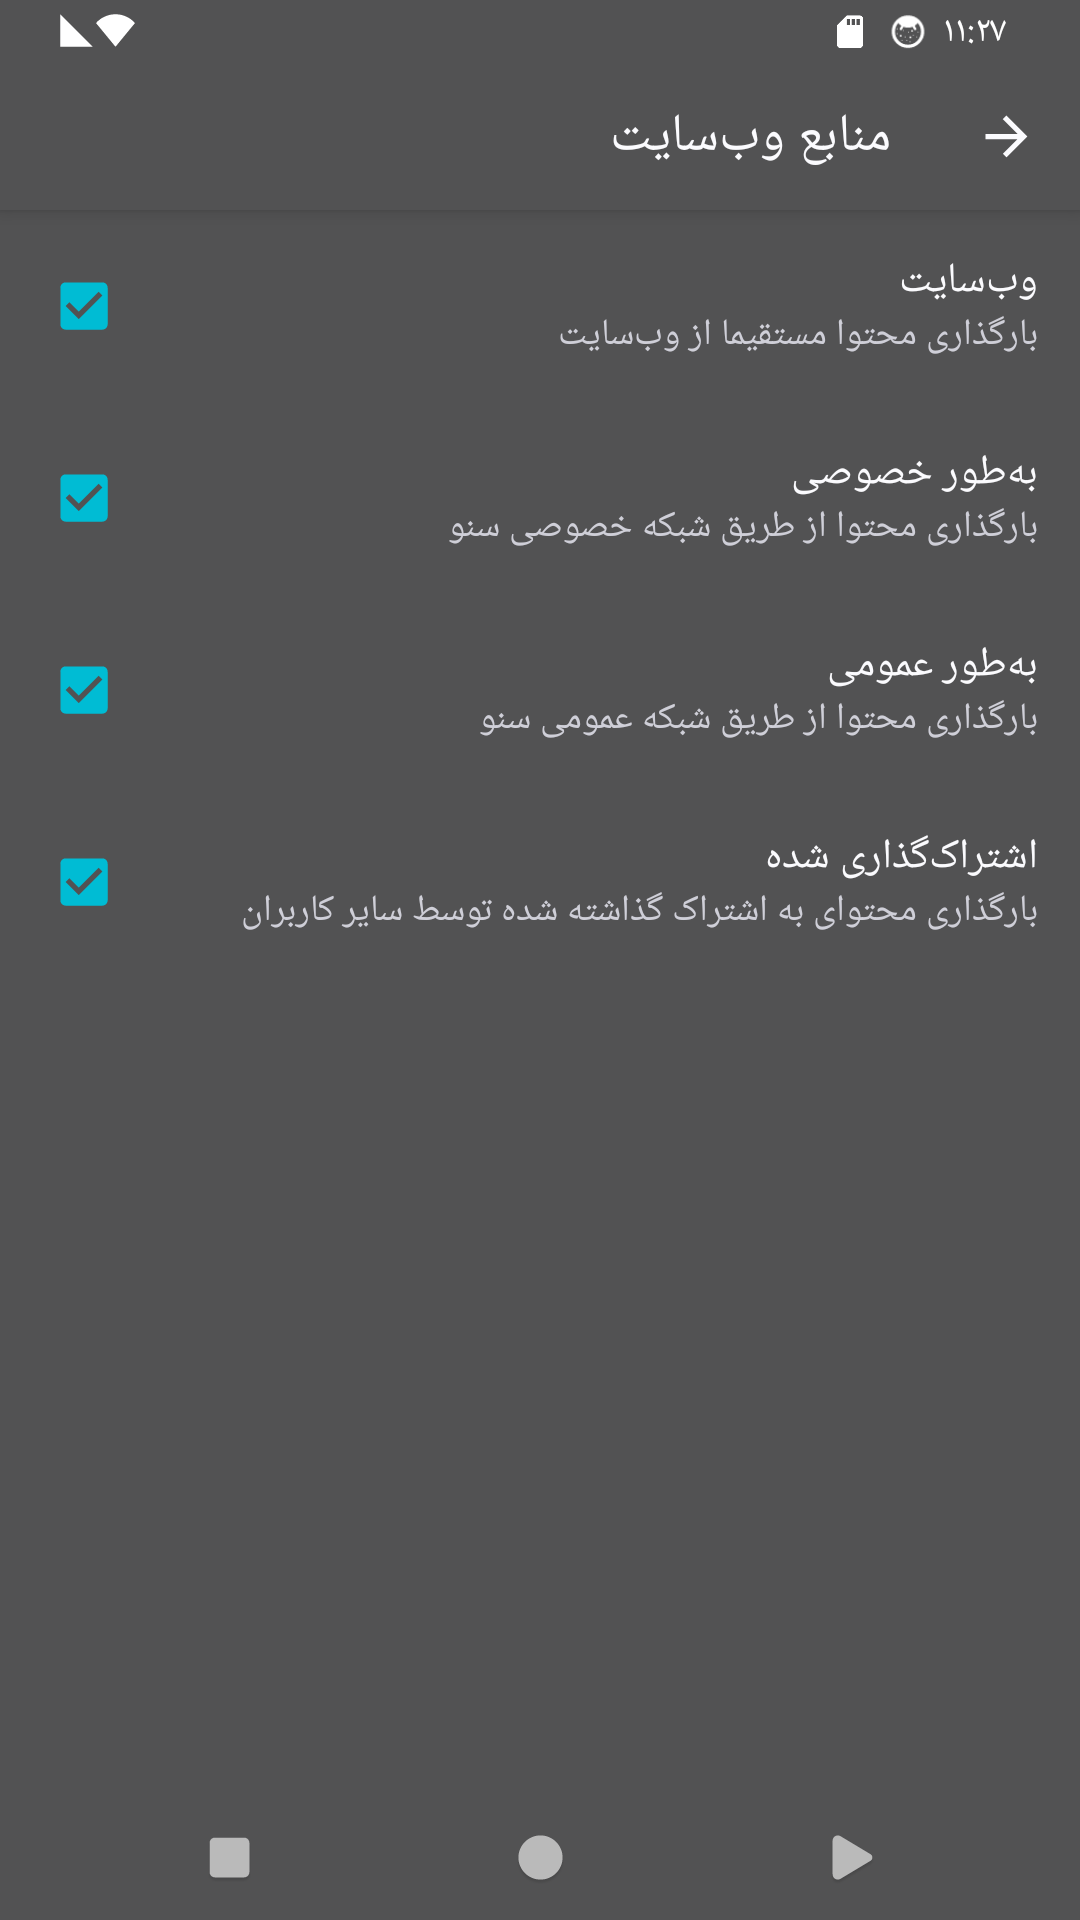 ۱۱:۲۷
منابع وب‌سایت
وب‌سایت
بارگذاری محتوا مستقیما از وب‌سایت
به‌طور خصوصی
بارگذاری محتوا از طریق شبکه خصوصی سنو
به‌طور عمومی
بارگذاری محتوا از طریق شبکه عمومی سنو
اشتراک‌گذاری شده
بارگذاری محتوای به اشتراک گذاشته شده توسط سایر کاربران